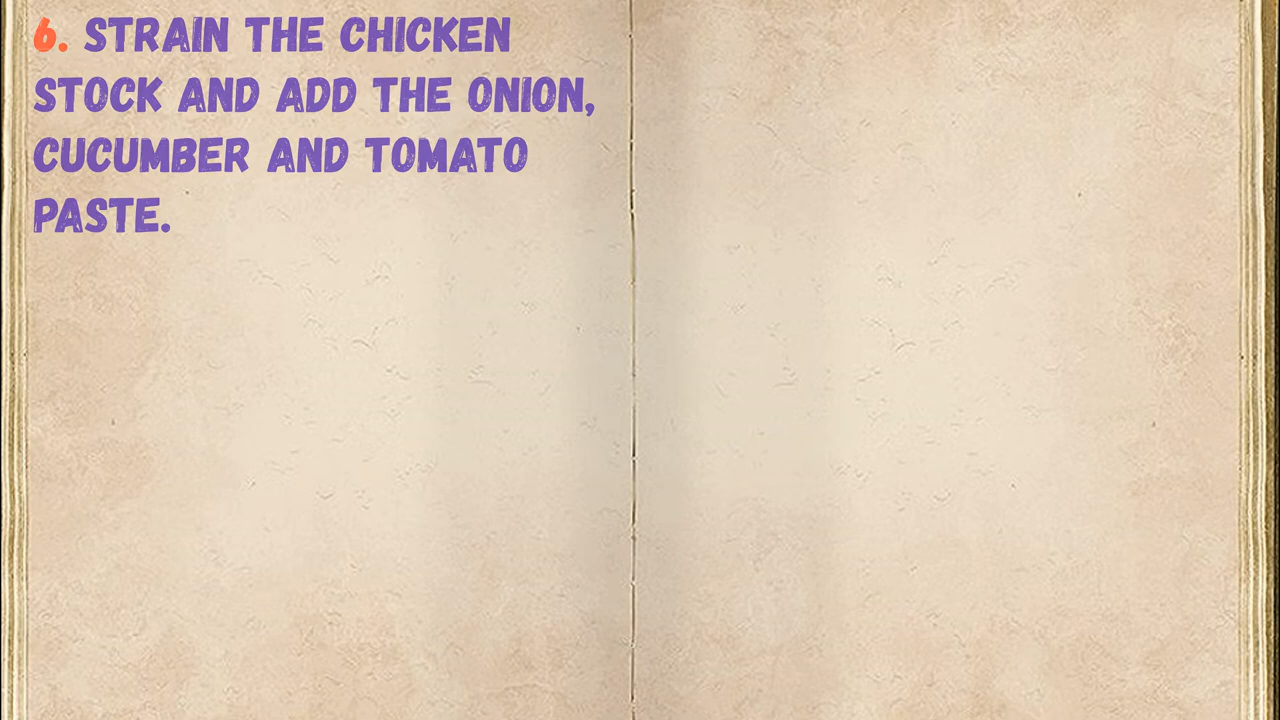 6. STRAIN THE CHICKEN
STOCK AND ADD THE ONION,
CUCUMBER AND TOMATO
PASTE.